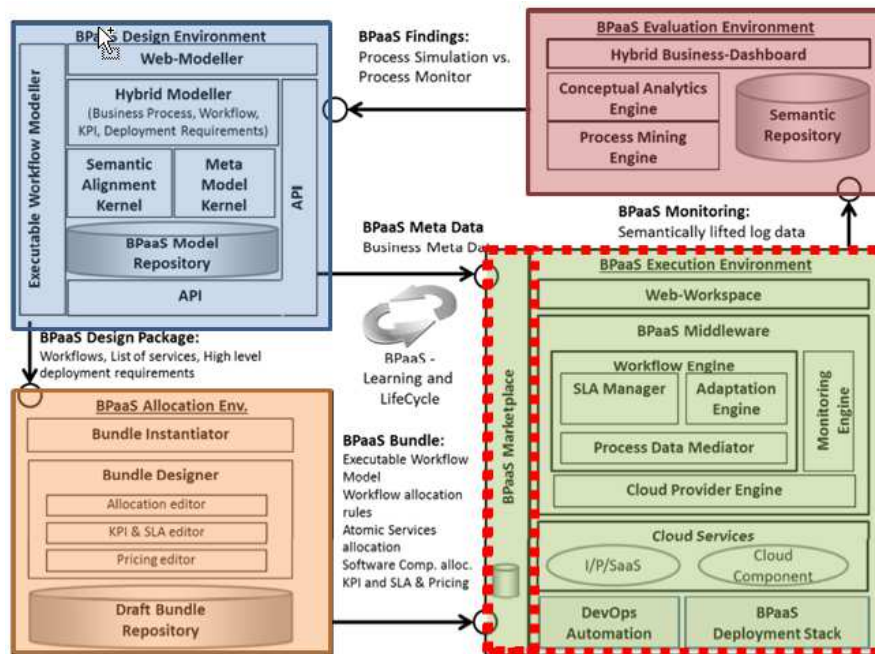 BPaaS Design Environment
Web-Modeller
Executable Workflow Modeller
Hybrid Modeller
(Business Process, Workflow,
KPI, Deployment Requirements)
Semantic
Alignment
Kernel
Meta
Model
Kernel
API
BPaaS Model
Repository
API
BPaaS Findings:
Process Simulation vs.
Process Monitor
BPaaS Evaluation Environment
Hybrid Business-Dashboard
Conceptual Analytics
Engine
Process Mining
Engine
Semantic
Repository
BPaaS Meta Data
Business Meta Da
BPaaS Monitoring:
Semantically lifted log data
BPaaS -
Learning and
LifeCycle
BPaaS Design Package:
Workflows, List of services, High level
deployment requirements
BPaaS Allocation Env.
Bundle Instantiator
Bundle Designer
Allocation editor
KPI & SLA editor
Pricing editor
Draft Bundle
Repository
BPaaS Bundle:
Executable Workflow
Model
Workflow allocation
rules
Atomic Services
allocation
Software Comp. alloc.
KPI and SLA & Pricing
BPaaS Marketplace
BPaaS Execution Environment
Web-Workspace
BPaaS Middleware
Workflow Engine
SLA Manager
Adaptation
Engine
Process Data Mediator
Monitoring
Engine
Cloud Provider Engine
Cloud Services
I/P/SaaS
Cloud
Component
DevOps
Automation
BPaaS
Deployment Stack